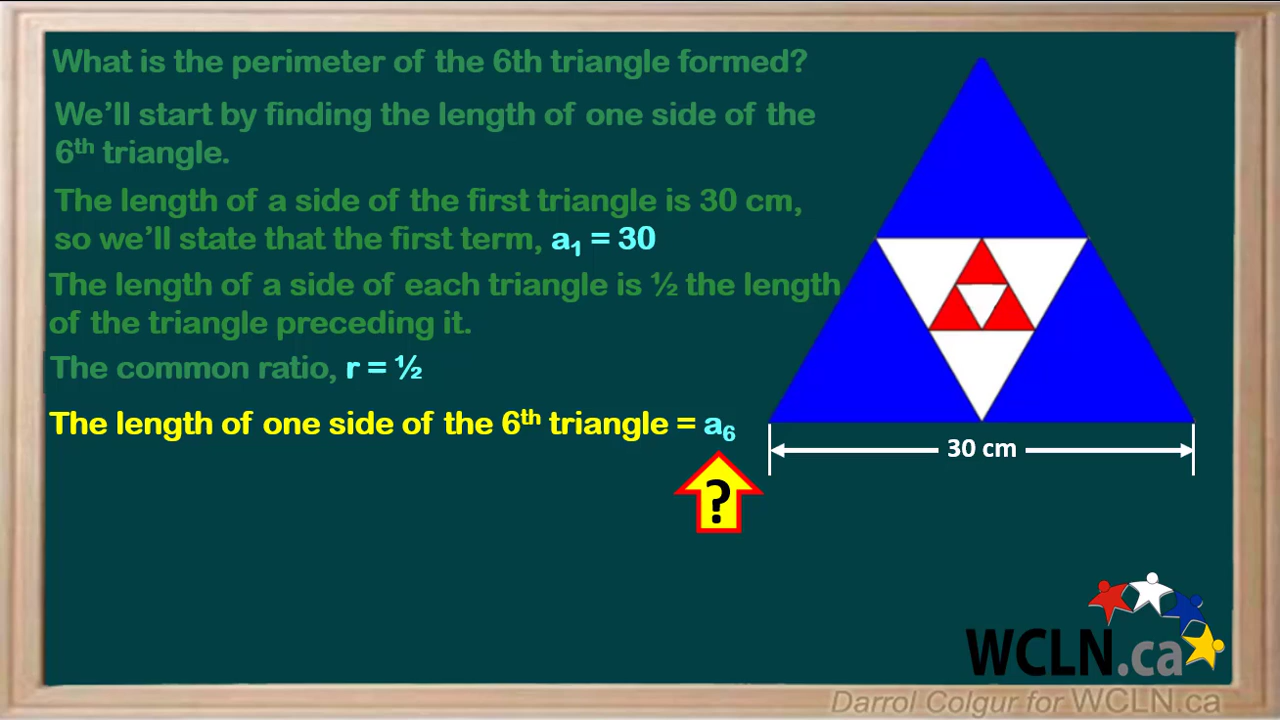 What is the perimeter of the 6th triangle formed?
We'll start by finding the length of one side of the
6th triangle.
The length of a side of the first triangle is 30 cm,
so we'll state that the first term, a₁ = 30
The length of a side of each triangle is ½ the length
of the triangle preceding it.
The common ratio, r = ½
The length of one side of the 6th triangle = a₆
?
30 cm
WCLN.ca
Darrol Colgur for WCLN.ca